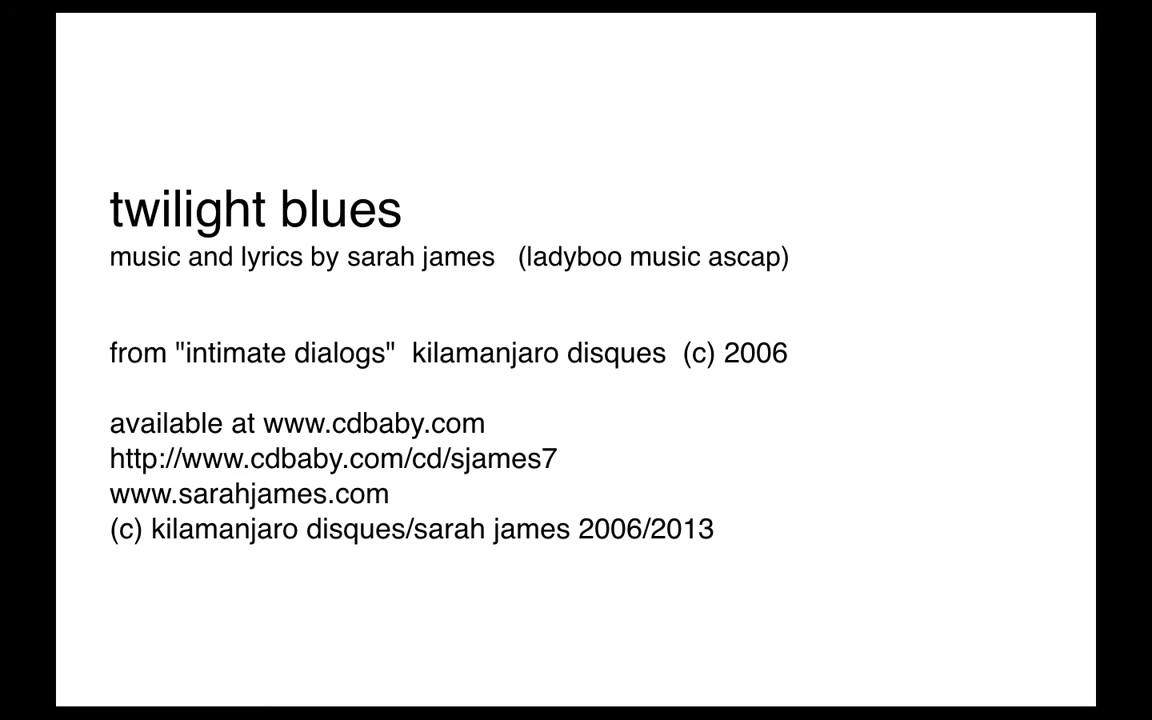 twilight blues
music and lyrics by sarah james (ladyboo music ascap)
from "intimate dialogs" kilamanjaro disques (c) 2006
available at www.cdbaby.com
http://www.cdbaby.com/cd/sjames7
www.sarahjames.com
(c) kilamanjaro disques/sarah james 2006/2013